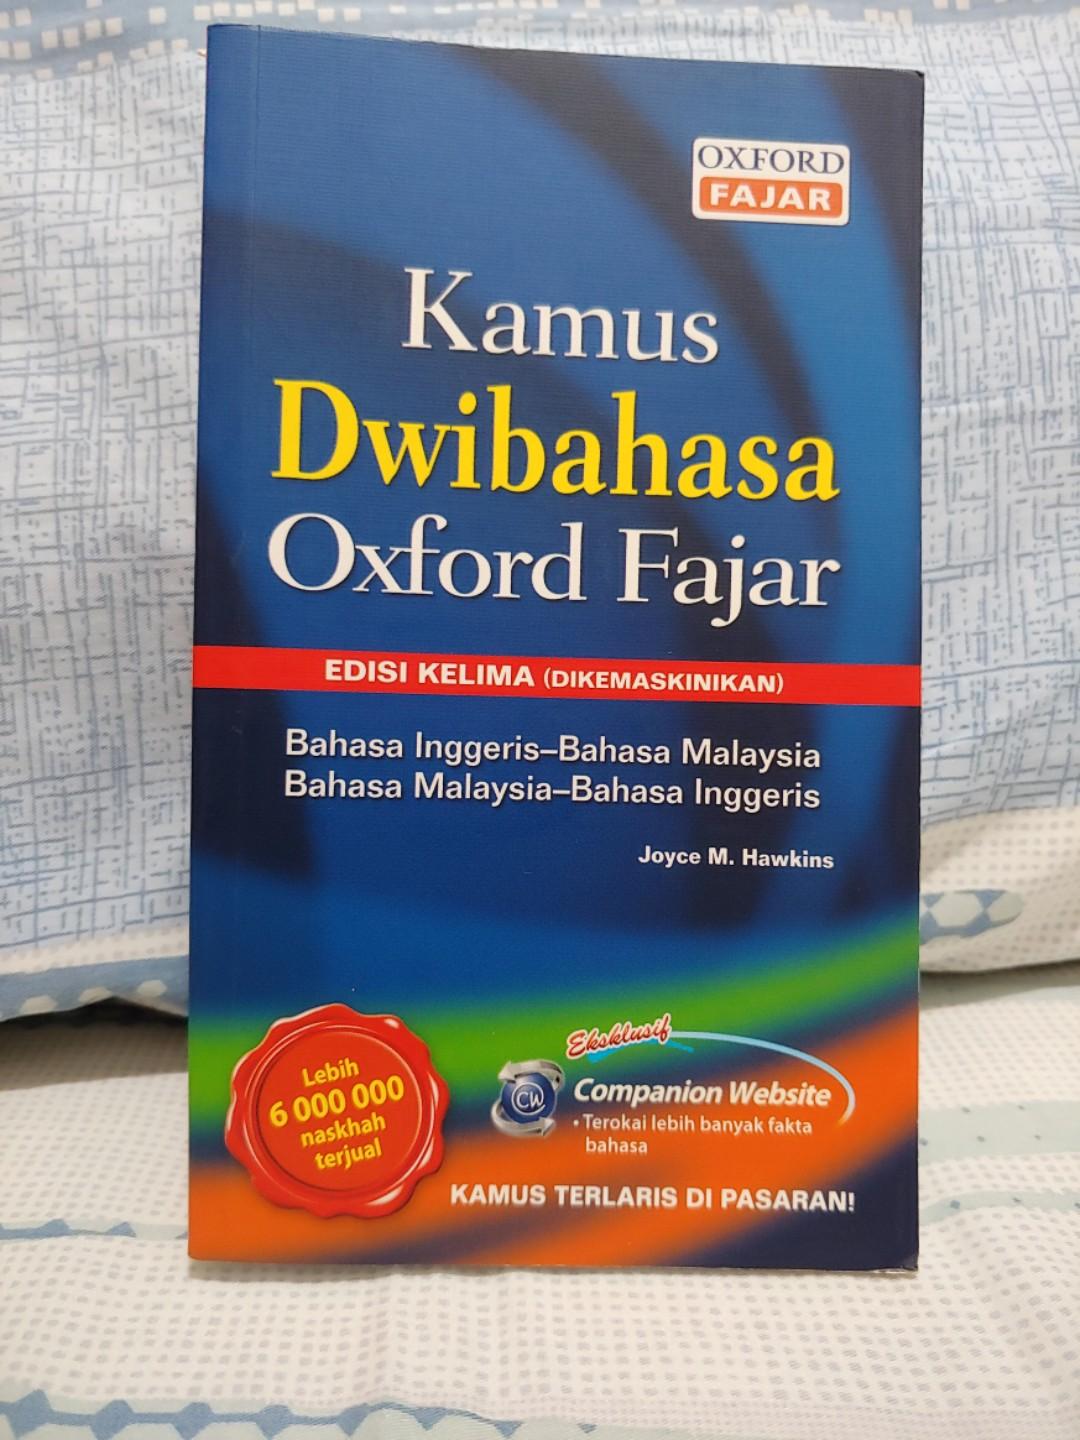 OXFORD
FAJAR
Kamus
Dwibahasa
Oxford Fajar
EDISI KELIMA (DIKEMASKINIKAN)
Bahasa Inggeris–Bahasa Malaysia
Bahasa Malaysia–Bahasa Inggeris
Joyce M. Hawkins
Lebih
6 000 000
naskhah
terjual
Eksklusif
CW
Companion Website
• Terokai lebih banyak fakta
bahasa
KAMUS TERLARIS DI PASARAN!